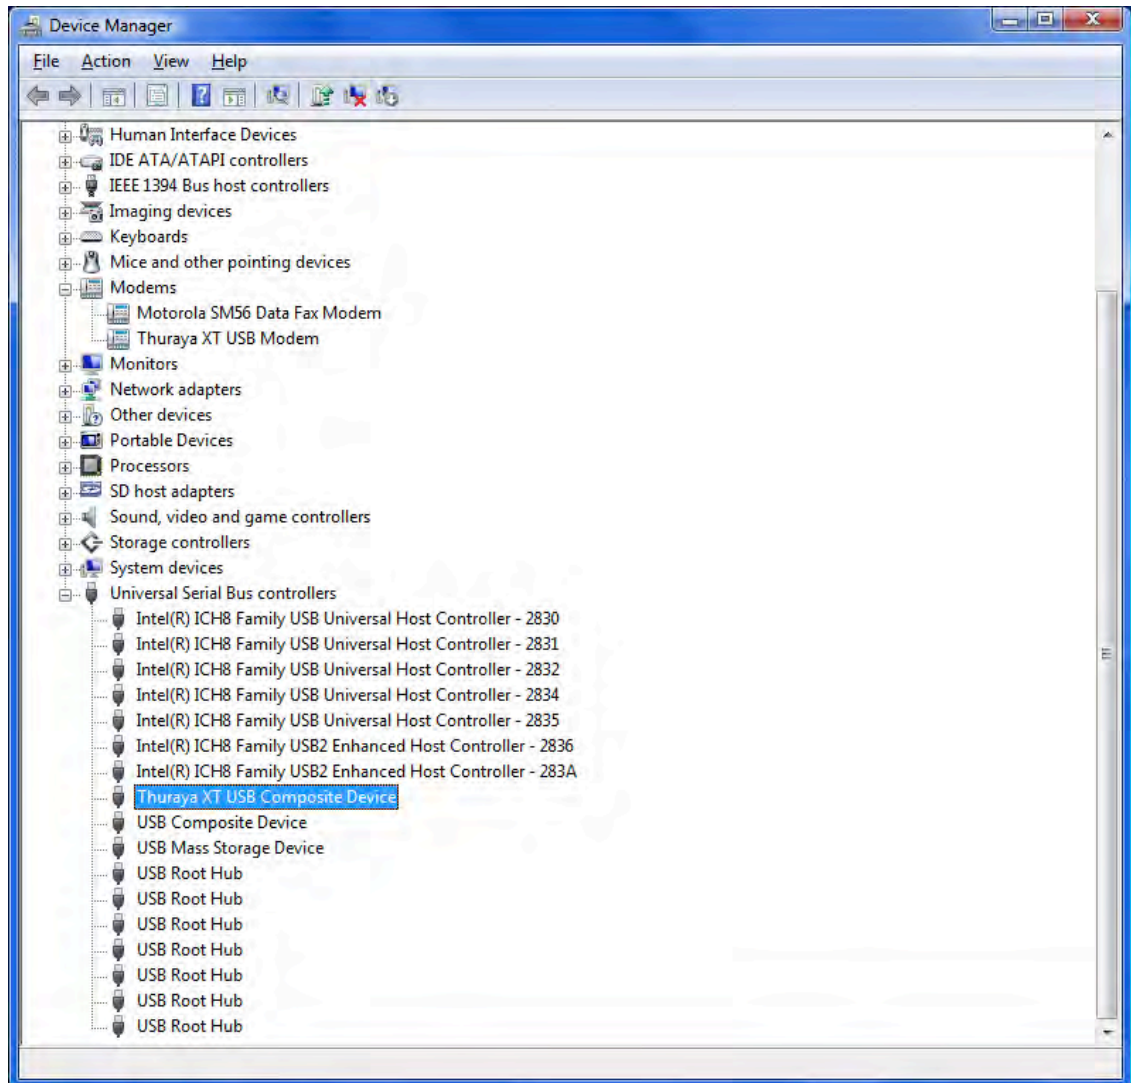 Device Manager
File Action View Help
Human Interface Devices
IDE ATA/ATAPI controllers
IEEE 1394 Bus host controllers
Imaging devices
Keyboards
Mice and other pointing devices
Modems
Motorola SM56 Data Fax Modem
Thuraya XT USB Modem
Monitors
Network adapters
Other devices
Portable Devices
Processors
SD host adapters
Sound, video and game controllers
Storage controllers
System devices
Universal Serial Bus controllers
Intel(R) ICH8 Family USB Universal Host Controller - 2830
Intel(R) ICH8 Family USB Universal Host Controller - 2831
Intel(R) ICH8 Family USB Universal Host Controller - 2832
Intel(R) ICH8 Family USB Universal Host Controller - 2834
Intel(R) ICH8 Family USB Universal Host Controller - 2835
Intel(R) ICH8 Family USB2 Enhanced Host Controller - 2836
Intel(R) ICH8 Family USB2 Enhanced Host Controller - 283A
Thuraya XT USB Composite Device
USB Composite Device
USB Mass Storage Device
USB Root Hub
USB Root Hub
USB Root Hub
USB Root Hub
USB Root Hub
USB Root Hub
USB Root Hub